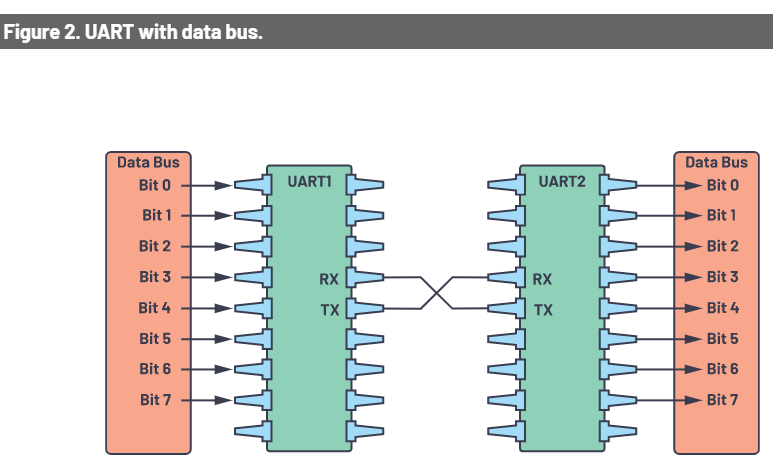 Figure 2. UART with data bus.
Data Bus
Bit 0
Bit 1
Bit 2
Bit 3
Bit 4
Bit 5
Bit 6
Bit 7
UART1
RX
TX
UART2
RX
TX
Data Bus
Bit 0
Bit 1
Bit 2
Bit 3
Bit 4
Bit 5
Bit 6
Bit 7